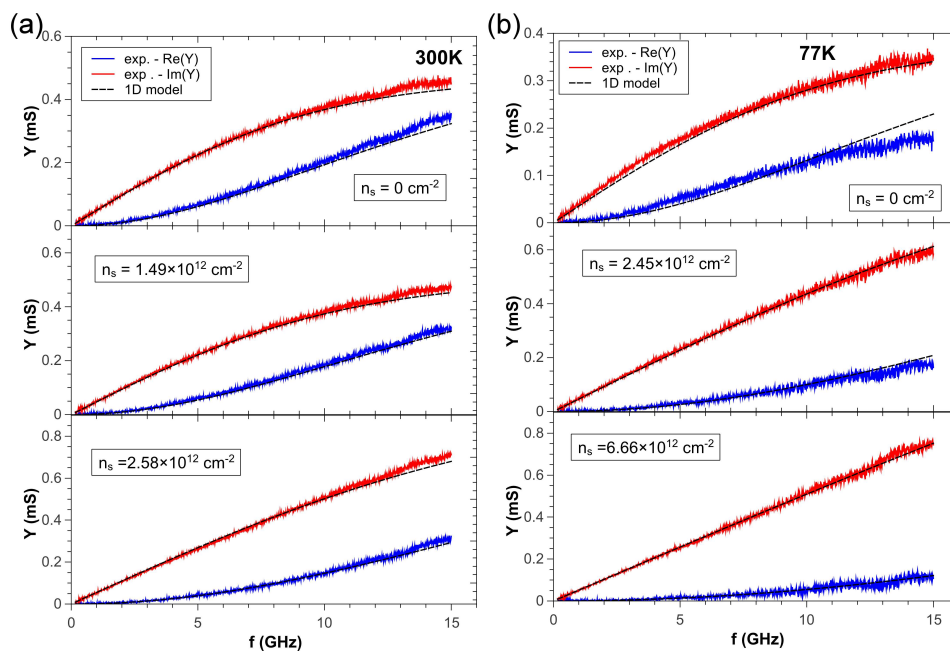 (a)
300K
exp. - Re(Y)
exp . - Im(Y)
1D model
0.6
0.4
0.2
0
Y (mS)
n_s = 0 cm^-2
0.6
0.4
0.2
0
Y (mS)
n_s = 1.49×10^12 cm^-2
0.8
0.6
0.4
0.2
0
Y (mS)
n_s =2.58×10^12 cm^-2
0 5 10 15
f (GHz)
(b)
77K
exp. - Re(Y)
exp . - Im(Y)
1D model
0.4
0.3
0.2
0.1
0
Y (mS)
n_s = 0 cm^-2
0.6
0.4
0.2
0
Y (mS)
n_s = 2.45×10^12 cm^-2
0.75
0.5
0.25
0
Y (mS)
n_s =6.66×10^12 cm^-2
0 5 10 15
f (GHz)